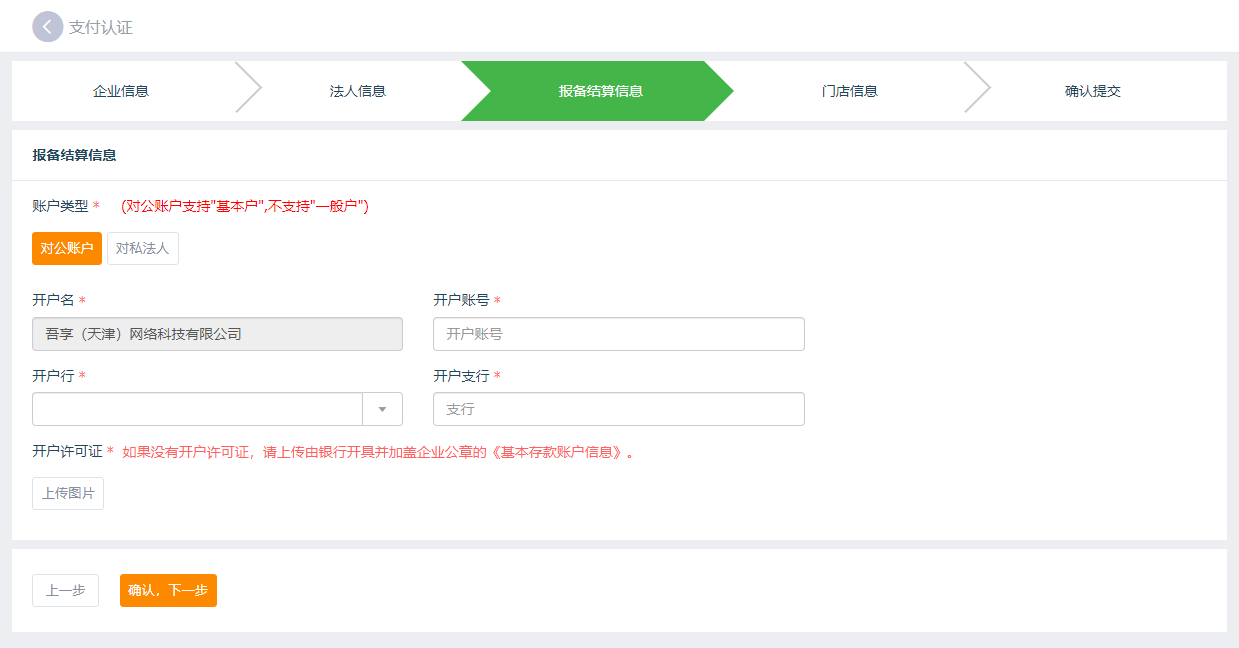 支付认证
企业信息 法人信息 报备结算信息 门店信息 确认提交
报备结算信息
账户类型 * (对公账户支持"基本户",不支持"一般户")
对公账户 对私法人
开户名 * 开户账号 *
吾享（天津）网络科技有限公司 开户账号
开户行 * 开户支行 *
支行
开户许可证 * 如果没有开户许可证，请上传由银行开具并加盖企业公章的《基本存款账户信息》。
上传图片
上一步 确认，下一步